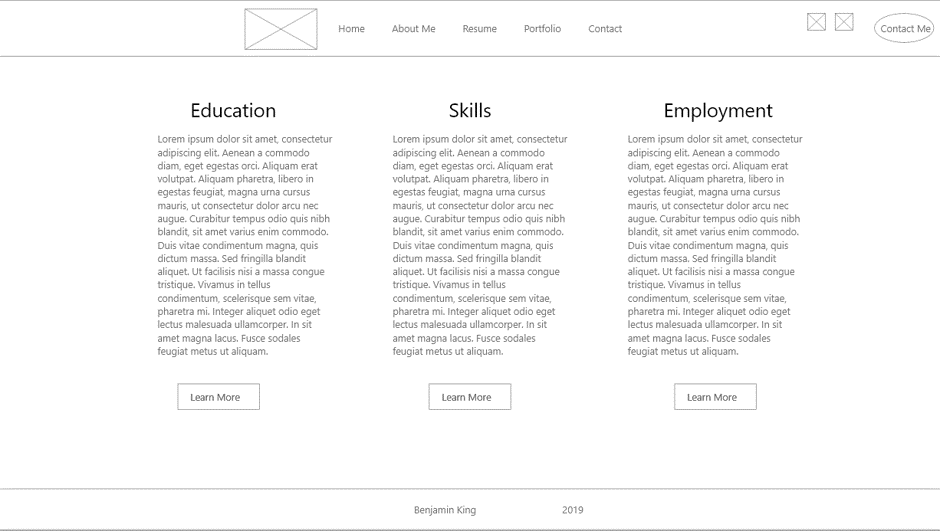 Home About Me Resume Portfolio Contact Contact Me
Education
Lorem ipsum dolor sit amet, consectetur
adipiscing elit. Aenean a commodo
diam, eget egestas orci. Aliquam erat
volutpat. Aliquam pharetra, libero in
egestas feugiat, magna urna cursus
mauris, ut consectetur dolor arcu nec
augue. Curabitur tempus odio quis nibh
blandit, sit amet varius enim commodo.
Duis vitae condimentum magna, quis
dictum massa. Sed fringilla blandit
aliquet. Ut facilisis nisi a massa congue
tristique. Vivamus in tellus
condimentum, scelerisque sem vitae,
pharetra mi. Integer aliquet odio eget
lectus malesuada ullamcorper. In sit
amet magna lacus. Fusce sodales
feugiat metus ut aliquam.
Learn More
Skills
Lorem ipsum dolor sit amet, consectetur
adipiscing elit. Aenean a commodo
diam, eget egestas orci. Aliquam erat
volutpat. Aliquam pharetra, libero in
egestas feugiat, magna urna cursus
mauris, ut consectetur dolor arcu nec
augue. Curabitur tempus odio quis nibh
blandit, sit amet varius enim commodo.
Duis vitae condimentum magna, quis
dictum massa. Sed fringilla blandit
aliquet. Ut facilisis nisi a massa congue
tristique. Vivamus in tellus
condimentum, scelerisque sem vitae,
pharetra mi. Integer aliquet odio eget
lectus malesuada ullamcorper. In sit
amet magna lacus. Fusce sodales
feugiat metus ut aliquam.
Learn More
Employment
Lorem ipsum dolor sit amet, consectetur
adipiscing elit. Aenean a commodo
diam, eget egestas orci. Aliquam erat
volutpat. Aliquam pharetra, libero in
egestas feugiat, magna urna cursus
mauris, ut consectetur dolor arcu nec
augue. Curabitur tempus odio quis nibh
blandit, sit amet varius enim commodo.
Duis vitae condimentum magna, quis
dictum massa. Sed fringilla blandit
aliquet. Ut facilisis nisi a massa congue
tristique. Vivamus in tellus
condimentum, scelerisque sem vitae,
pharetra mi. Integer aliquet odio eget
lectus malesuada ullamcorper. In sit
amet magna lacus. Fusce sodales
feugiat metus ut aliquam.
Learn More
Benjamin King 2019